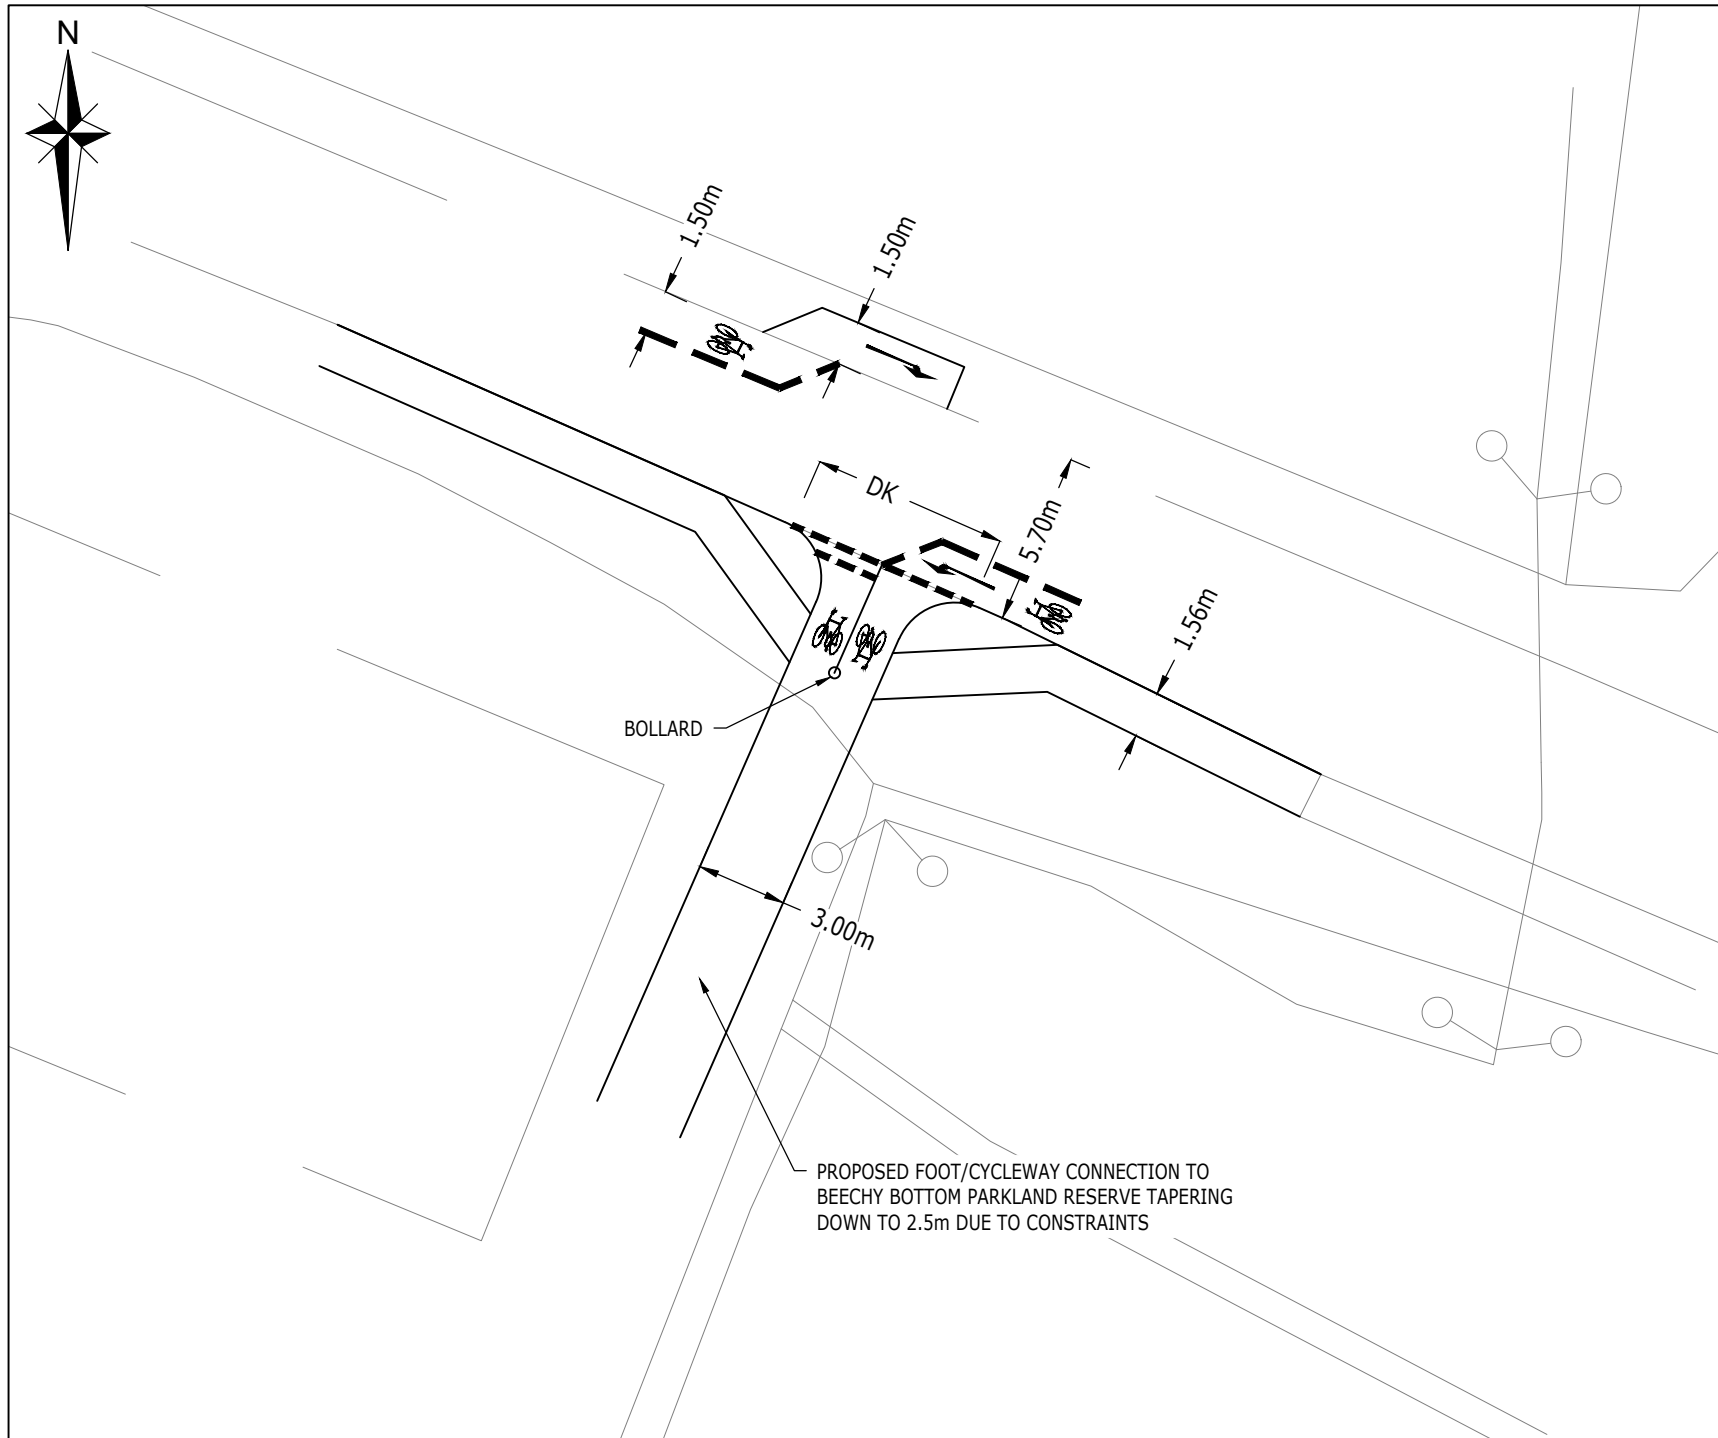 N
1.50m
1.50m
DK
5.70m
1.56m
BOLLARD
3.00m
PROPOSED FOOT/CYCLEWAY CONNECTION TO
BEECHY BOTTOM PARKLAND RESERVE TAPERING
DOWN TO 2.5m DUE TO CONSTRAINTS